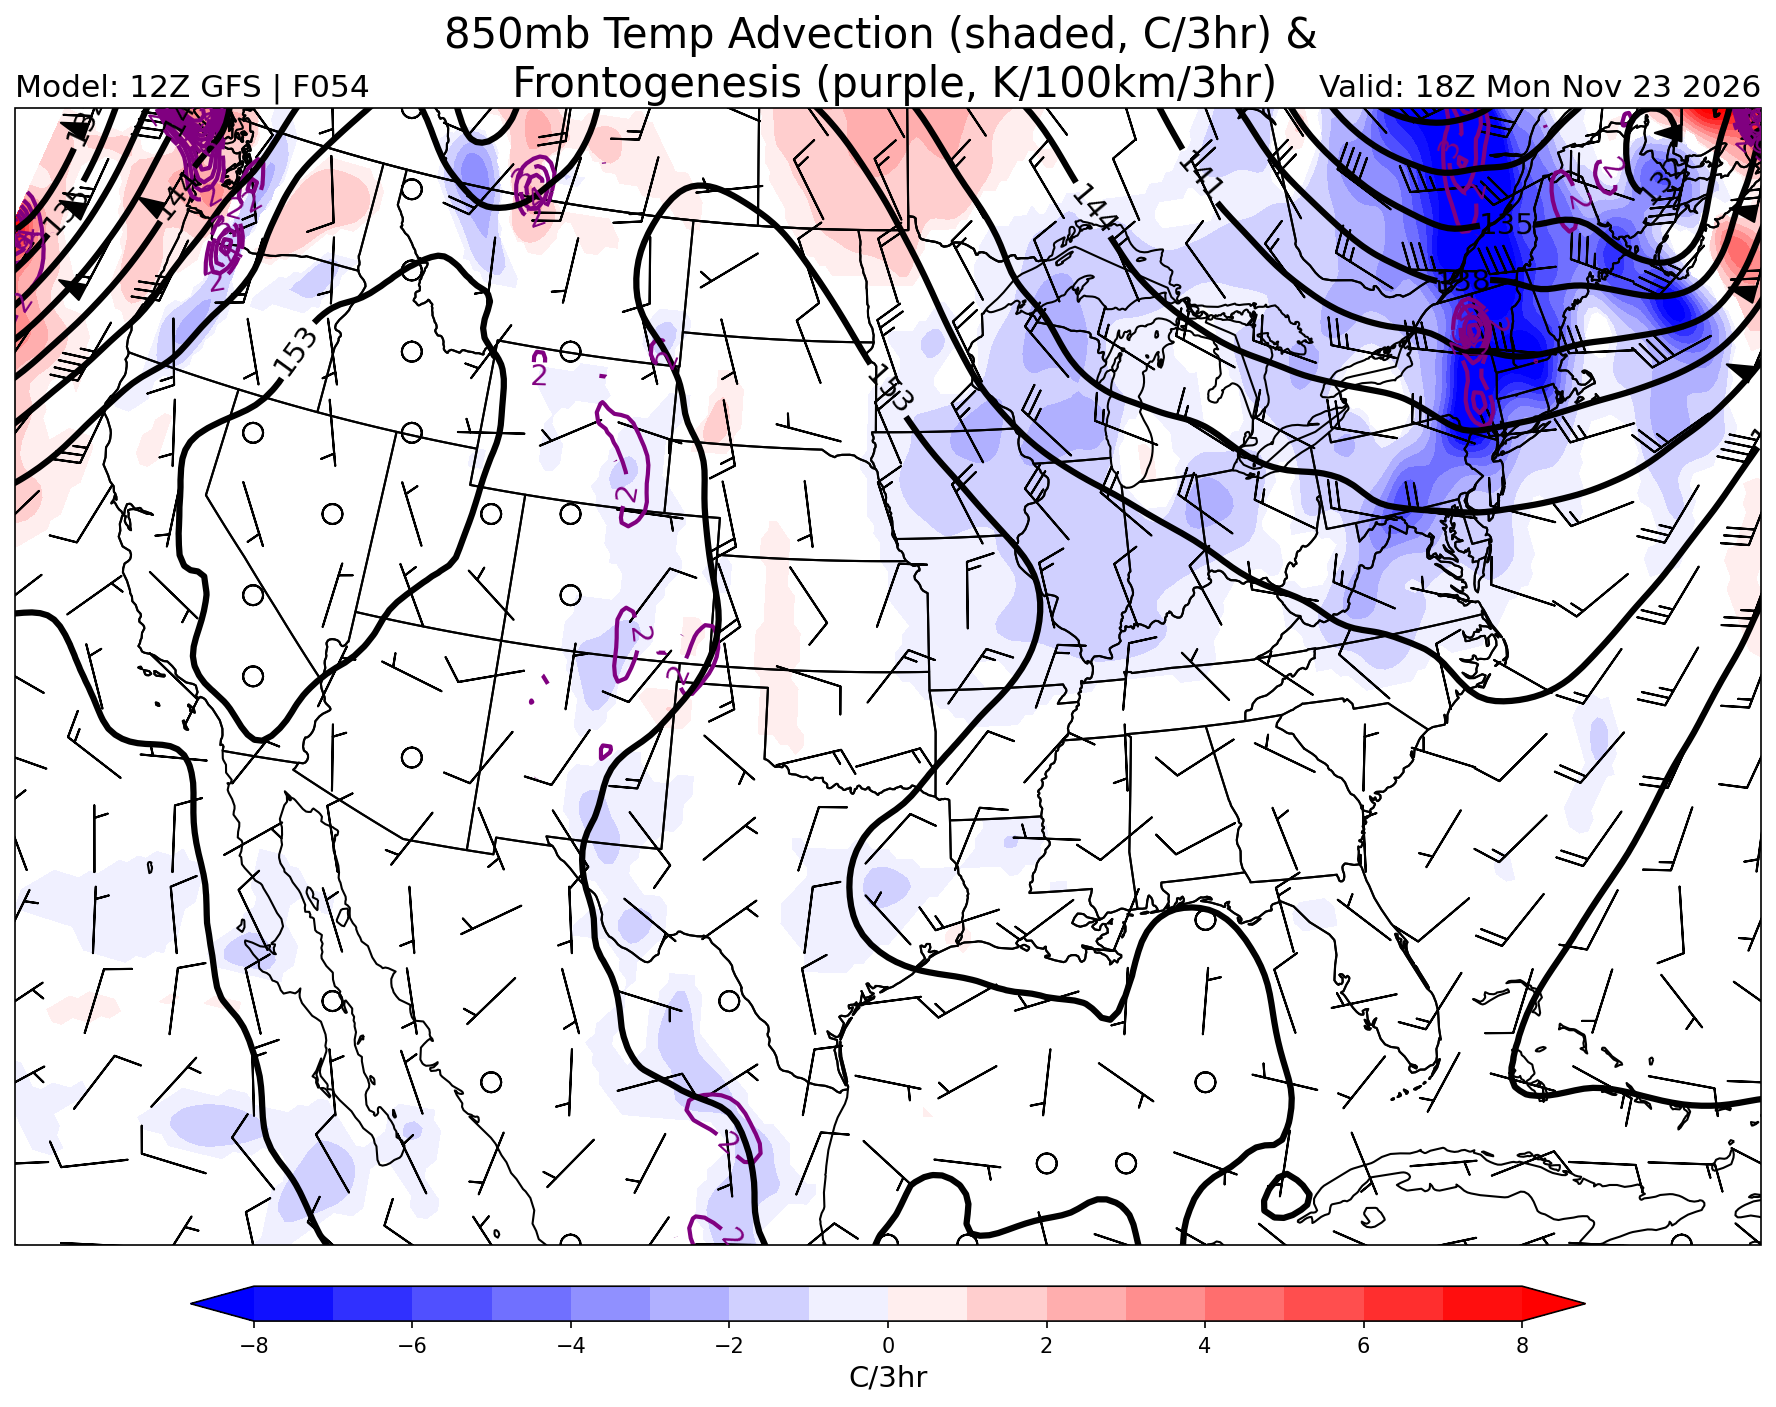 850mb Temp Advection (shaded, C/3hr) &
Model: 12Z GFS | F054
Frontogenesis (purple, K/100km/3hr)
Valid: 18Z Mon Nov 23 2026
141
144
135
138
153
153
2
2
2
2
2
−8 −6 −4 −2 0 2 4 6 8
C/3hr